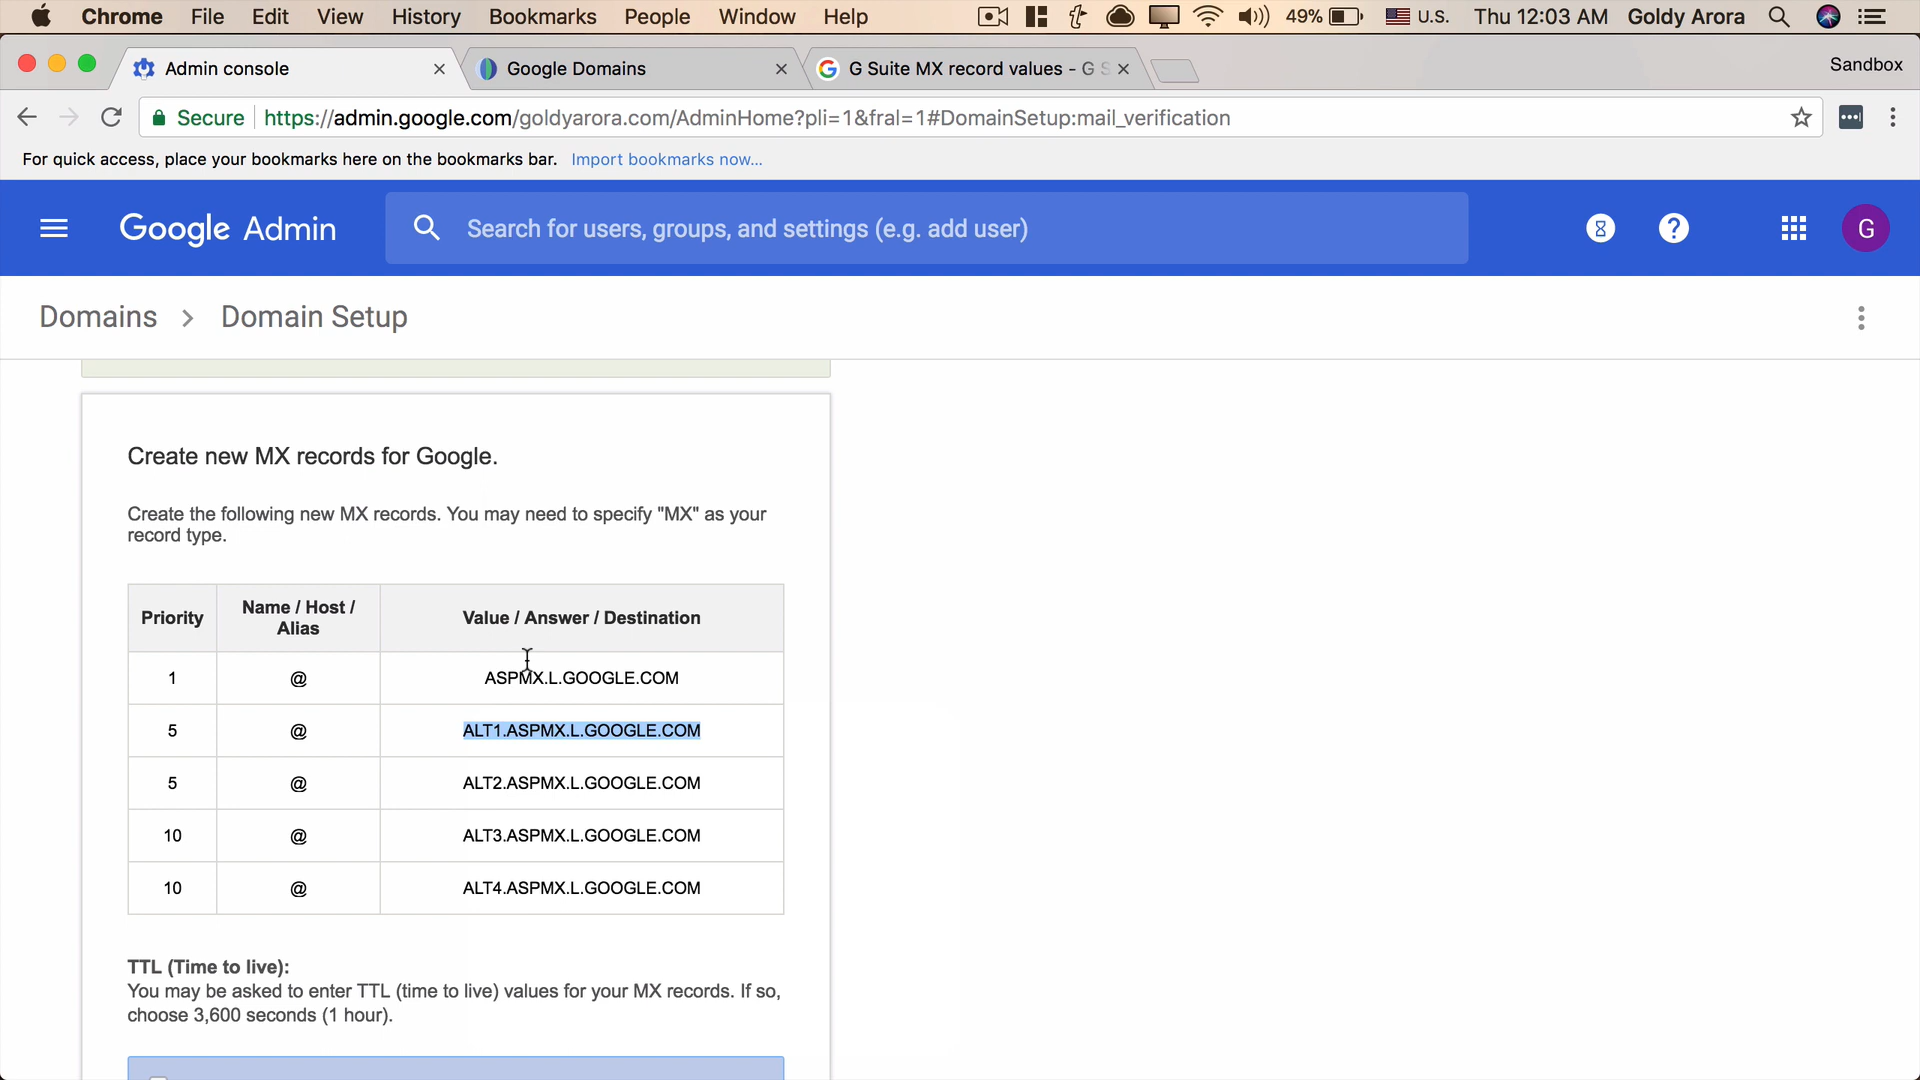 Chrome File Edit View History Bookmarks People Window Help 49% U.S. Thu 12:03 AM Goldy Arora
Admin console Google Domains G Suite MX record values - G S Sandbox
Secure https://admin.google.com/goldyarora.com/AdminHome?pli=1&fral=1#DomainSetup:mail_verification
For quick access, place your bookmarks here on the bookmarks bar. Import bookmarks now...
Google Admin Search for users, groups, and settings (e.g. add user) G
Domains > Domain Setup
Create new MX records for Google.
Create the following new MX records. You may need to specify "MX" as your
record type.
Priority Name / Host / Alias Value / Answer / Destination
1 @ ASPMX.L.GOOGLE.COM
5 @ ALT1.ASPMX.L.GOOGLE.COM
5 @ ALT2.ASPMX.L.GOOGLE.COM
10 @ ALT3.ASPMX.L.GOOGLE.COM
10 @ ALT4.ASPMX.L.GOOGLE.COM
TTL (Time to live):
You may be asked to enter TTL (time to live) values for your MX records. If so,
choose 3,600 seconds (1 hour).